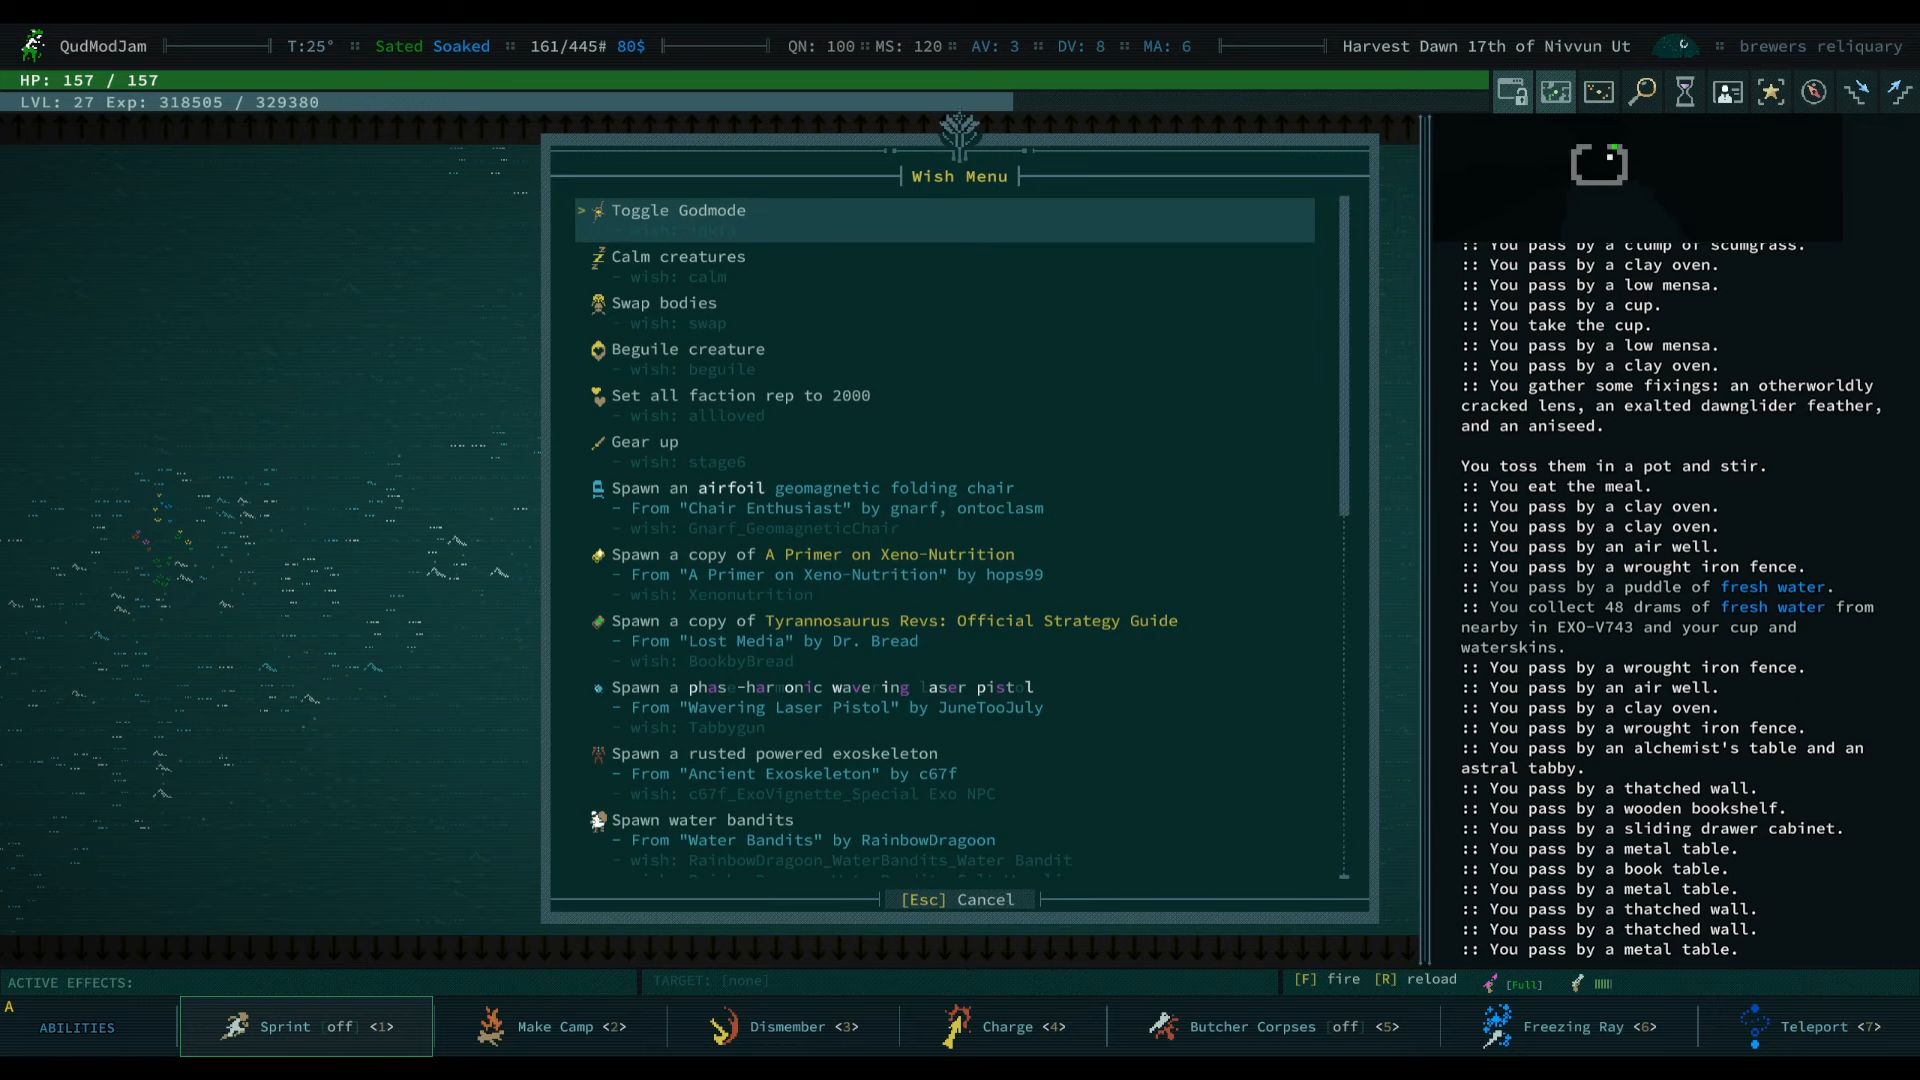 QudModJam T:25° :: Sated Soaked :: 161/445# 80$ QN: 100 :: MS: 120 :: AV: 3 :: DV: 8 :: MA: 6 Harvest Dawn 17th of Nivvun Ut :: brewers reliquary
HP: 157 / 157
LVL: 27 Exp: 318505 / 329380
Wish Menu
> Toggle Godmode
- wish: idkfa
Calm creatures
- wish: calm
Swap bodies
- wish: swap
Beguile creature
- wish: beguile
Set all faction rep to 2000
- wish: allloved
Gear up
- wish: stage6
Spawn an airfoil geomagnetic folding chair
- From "Chair Enthusiast" by gnarf, ontoclasm
- wish: Gnarf_GeomagneticChair
Spawn a copy of A Primer on Xeno-Nutrition
- From "A Primer on Xeno-Nutrition" by hops99
- wish: Xenonutrition
Spawn a copy of Tyrannosaurus Revs: Official Strategy Guide
- From "Lost Media" by Dr. Bread
- wish: BookbyBread
Spawn a phase-harmonic wavering laser pistol
- From "Wavering Laser Pistol" by JuneTooJuly
- wish: Tabbygun
Spawn a rusted powered exoskeleton
- From "Ancient Exoskeleton" by c67f
- wish: c67f_ExoVignette_Special Exo NPC
Spawn water bandits
- From "Water Bandits" by RainbowDragoon
- wish: RainbowDragoon_WaterBandits_Water Bandit
[Esc] Cancel
:: You pass by a clump of scumgrass.
:: You pass by a clay oven.
:: You pass by a low mensa.
:: You pass by a cup.
:: You take the cup.
:: You pass by a low mensa.
:: You pass by a clay oven.
:: You gather some fixings: an otherworldly
cracked lens, an exalted dawnglider feather,
and an aniseed.
You toss them in a pot and stir.
:: You eat the meal.
:: You pass by a clay oven.
:: You pass by a clay oven.
:: You pass by an air well.
:: You pass by a wrought iron fence.
:: You pass by a puddle of fresh water.
:: You collect 48 drams of fresh water from
nearby in EXO-V743 and your cup and
waterskins.
:: You pass by a wrought iron fence.
:: You pass by an air well.
:: You pass by a clay oven.
:: You pass by a wrought iron fence.
:: You pass by an alchemist's table and an
astral tabby.
:: You pass by a thatched wall.
:: You pass by a wooden bookshelf.
:: You pass by a sliding drawer cabinet.
:: You pass by a metal table.
:: You pass by a book table.
:: You pass by a metal table.
:: You pass by a thatched wall.
:: You pass by a thatched wall.
:: You pass by a metal table.
ACTIVE EFFECTS: TARGET: [none] [F] fire [R] reload [Full]
A
ABILITIES Sprint [off] <1> Make Camp <2> Dismember <3> Charge <4> Butcher Corpses [off] <5> Freezing Ray <6> Teleport <7>